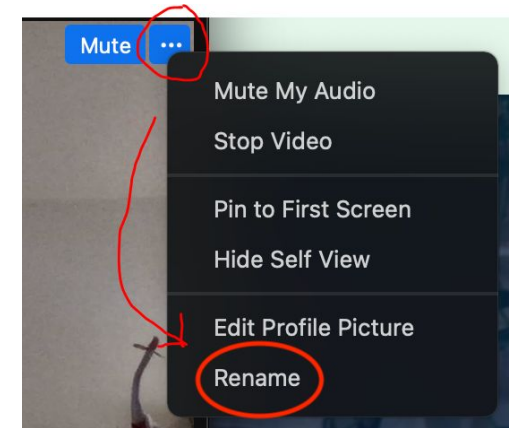 Mute ...
Mute My Audio
Stop Video
Pin to First Screen
Hide Self View
Edit Profile Picture
Rename